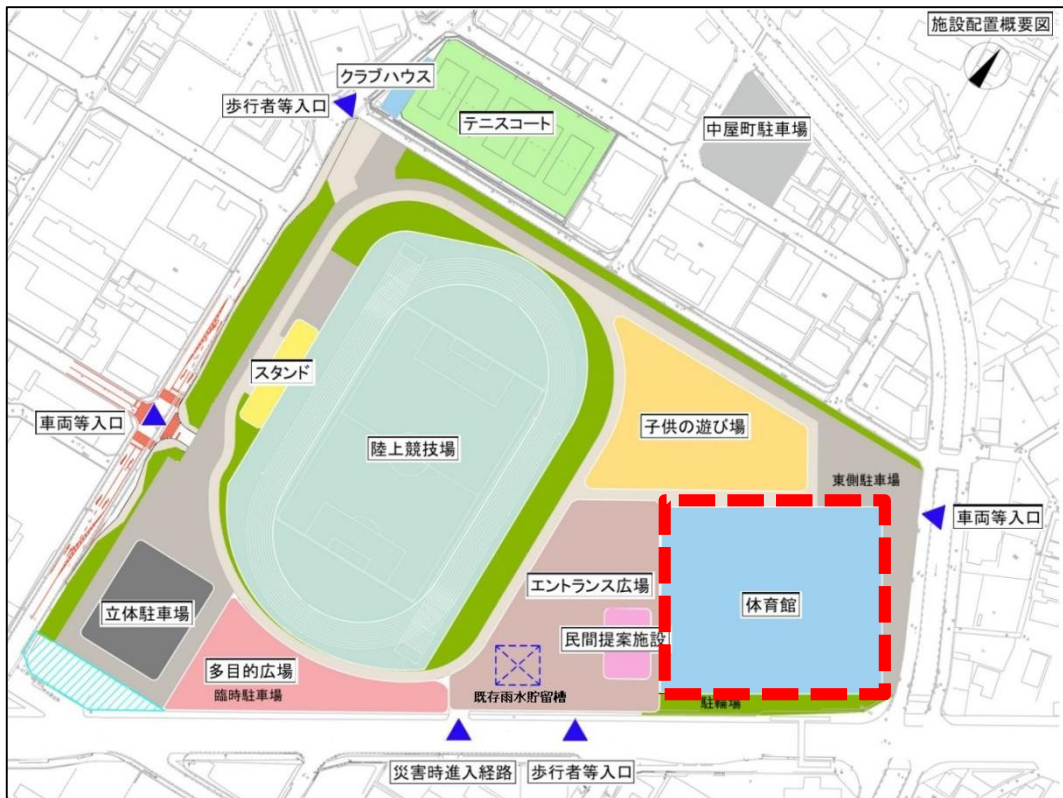 施設配置概要図
クラブハウス
歩行者等入口
テニスコート
中屋町駐車場
スタンド
車両等入口
陸上競技場
子供の遊び場
東側駐車場
車両等入口
エントランス広場
体育館
立体駐車場
民間提案施設
多目的広場
臨時駐車場
既存雨水貯留槽
駐輪場
災害時進入経路
歩行者等入口